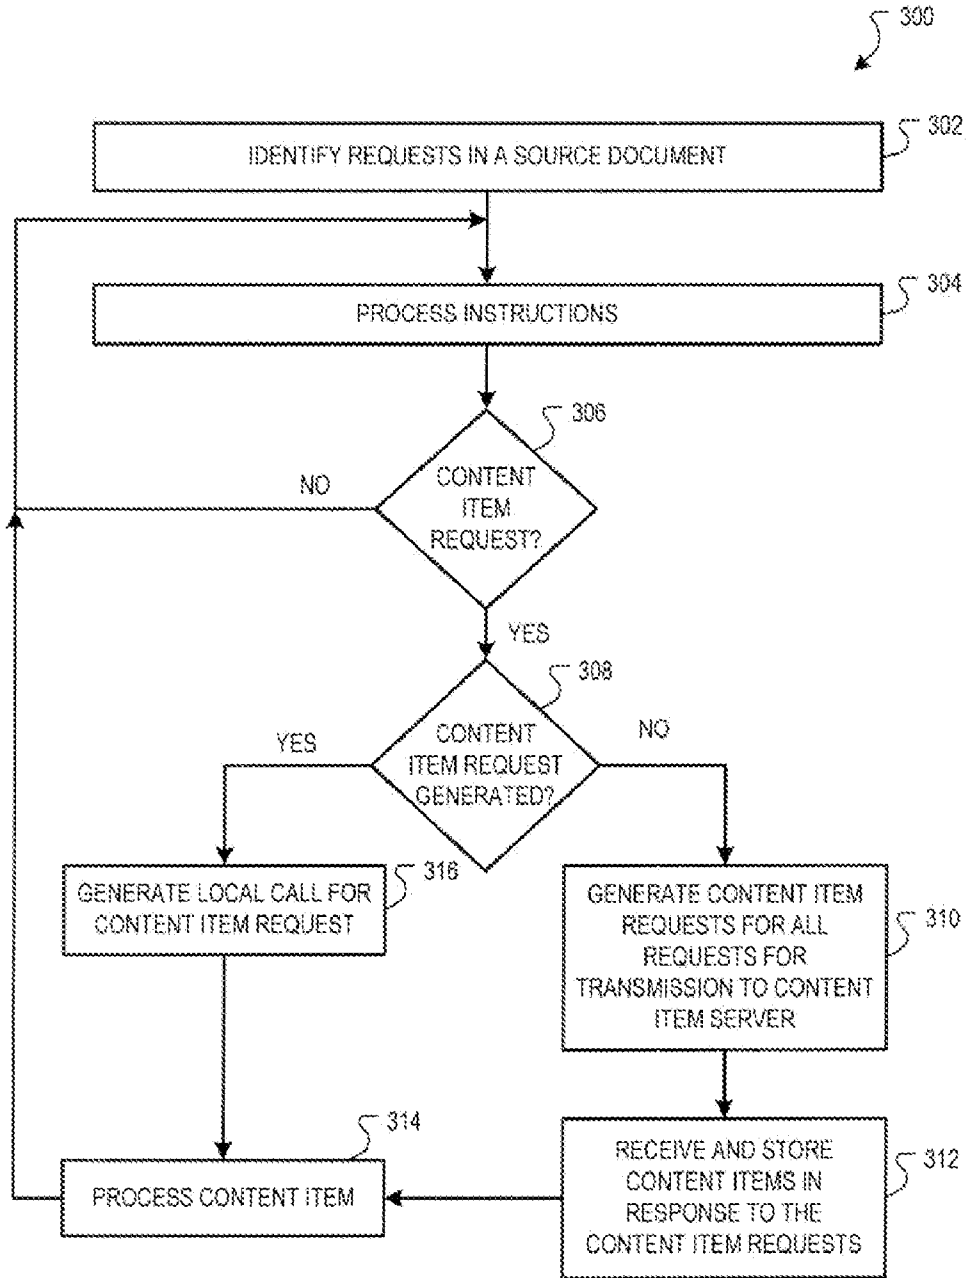 300
302
IDENTIFY REQUESTS IN A SOURCE DOCUMENT
304
PROCESS INSTRUCTIONS
306
CONTENT
ITEM
REQUEST?
NO
YES
308
CONTENT
ITEM REQUEST
GENERATED?
YES
NO
316
GENERATE LOCAL CALL FOR
CONTENT ITEM REQUEST
310
GENERATE CONTENT ITEM
REQUESTS FOR ALL
REQUESTS FOR
TRANSMISSION TO CONTENT
ITEM SERVER
314
PROCESS CONTENT ITEM
312
RECEIVE AND STORE
CONTENT ITEMS IN
RESPONSE TO THE
CONTENT ITEM REQUESTS